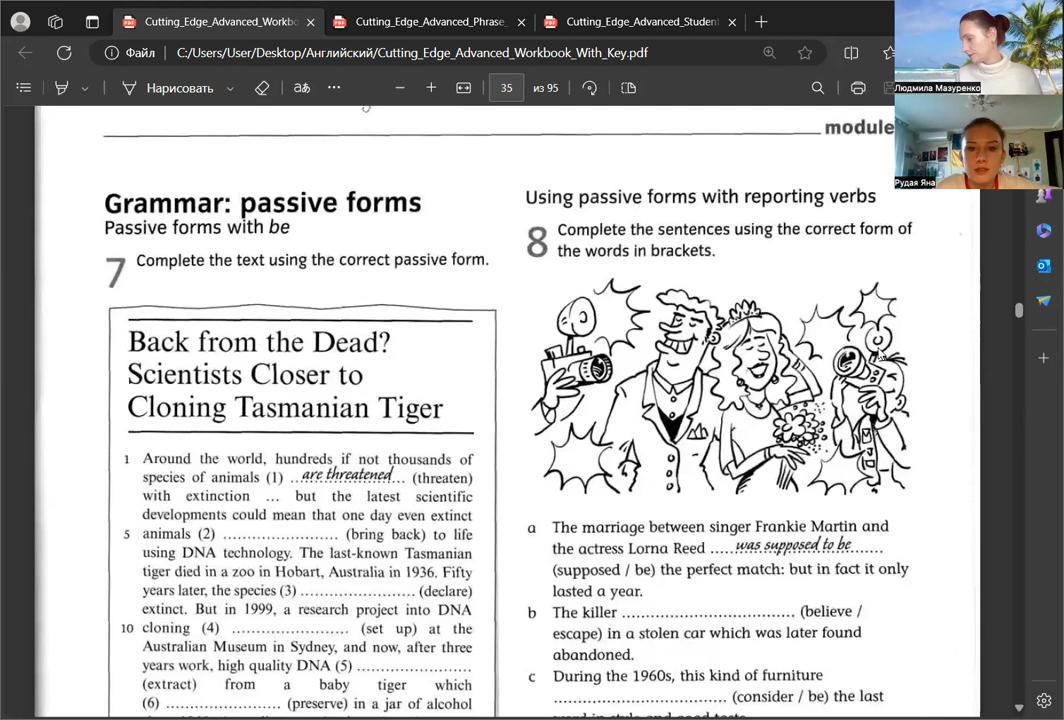 Cutting_Edge_Advanced_Workbo
Cutting_Edge_Advanced_Phrase_
Cutting_Edge_Advanced_Student
Файл
C:/Users/User/Desktop/Английский/Cutting_Edge_Advanced_Workbook_With_Key.pdf
Нарисовать
аあ
35
из 95
Людмила Мазуренко
Рудая Яна
module
Grammar: passive forms
Passive forms with be
7 Complete the text using the correct passive form.
Back from the Dead?
Scientists Closer to
Cloning Tasmanian Tiger
1 Around the world, hundreds if not thousands of
species of animals (1) ...are threatened... (threaten)
with extinction ... but the latest scientific
developments could mean that one day even extinct
5 animals (2) .......................... (bring back) to life
using DNA technology. The last-known Tasmanian
tiger died in a zoo in Hobart, Australia in 1936. Fifty
years later, the species (3) .......................... (declare)
extinct. But in 1999, a research project into DNA
10 cloning (4) .......................... (set up) at the
Australian Museum in Sydney, and now, after three
years work, high quality DNA (5) ..........................
(extract) from a baby tiger which
(6) .......................... (preserve) in a jar of alcohol
Using passive forms with reporting verbs
8 Complete the sentences using the correct form of
the words in brackets.
a The marriage between singer Frankie Martin and
the actress Lorna Reed .....was supposed to be......
(supposed / be) the perfect match: but in fact it only
lasted a year.
b The killer ........................................ (believe /
escape) in a stolen car which was later found
abandoned.
c During the 1960s, this kind of furniture
........................................ (consider / be) the last